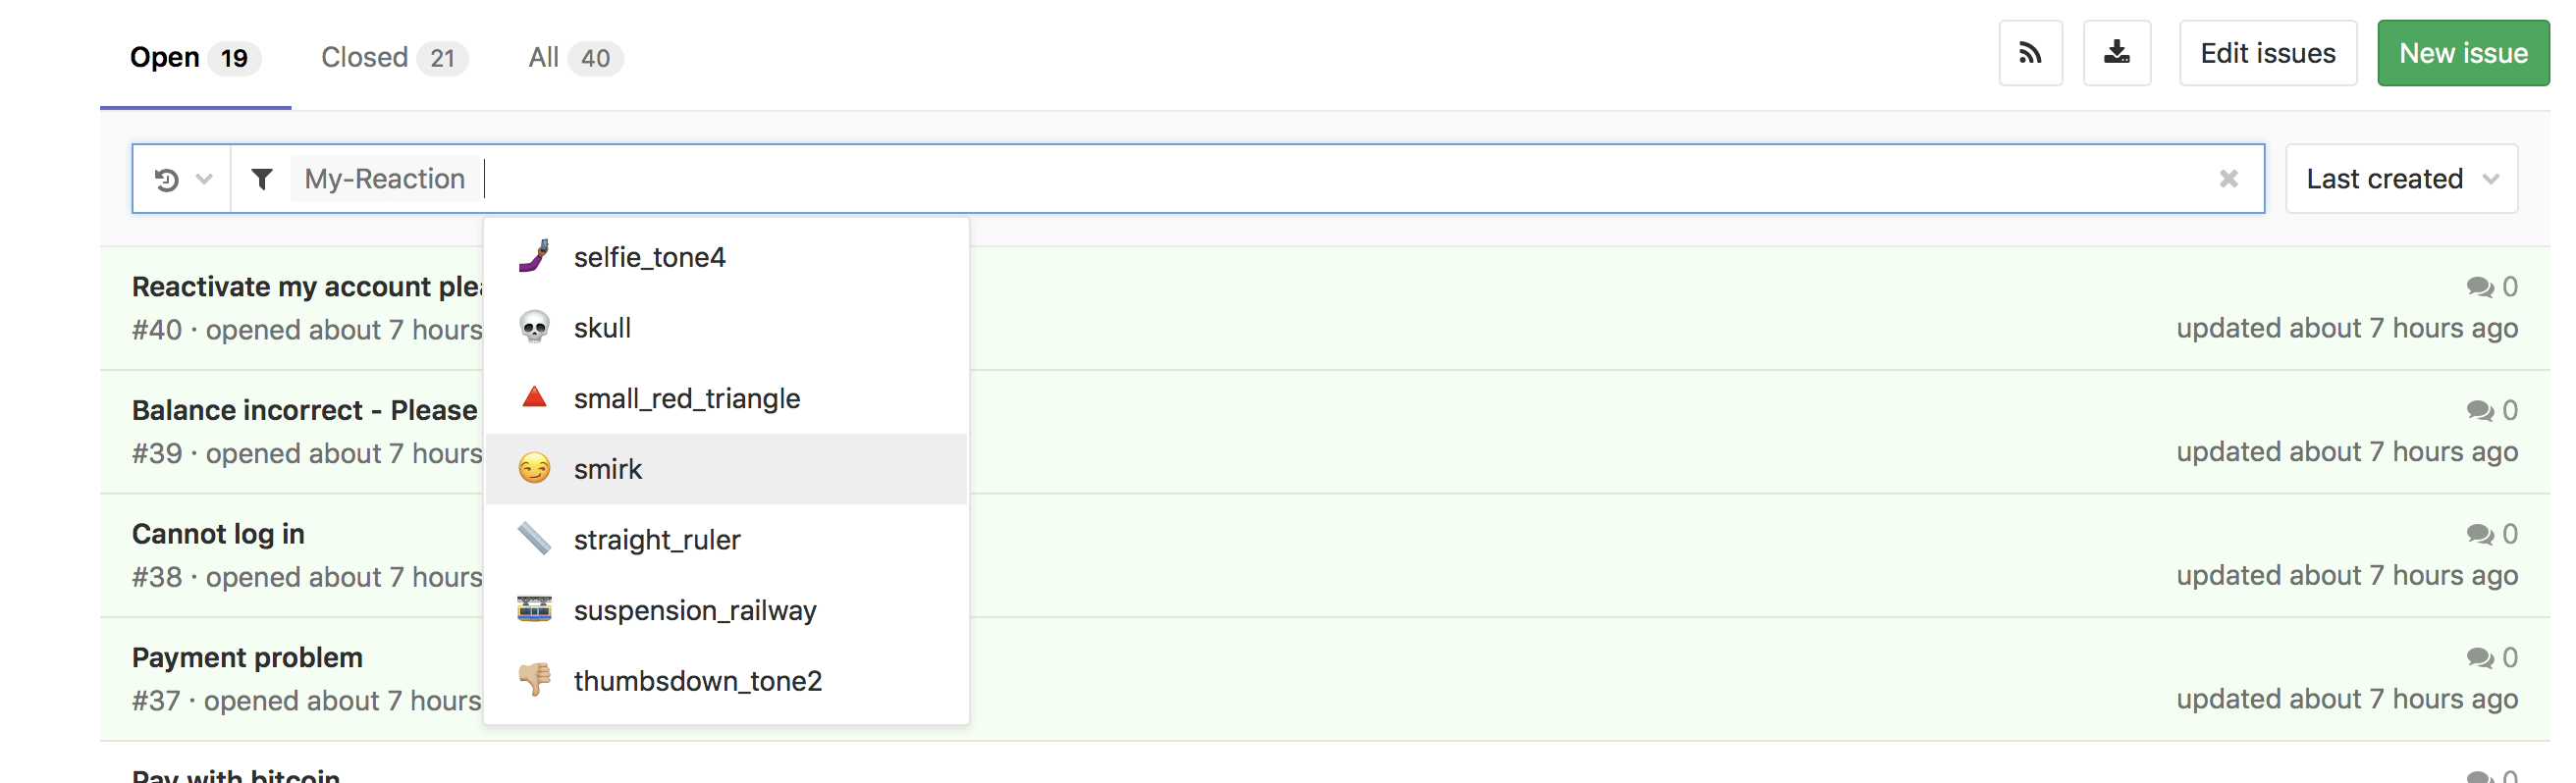 Open 19 Closed 21 All 40 Edit issues New issue
My-Reaction Last created
selfie_tone4
skull
small_red_triangle
smirk
straight_ruler
suspension_railway
thumbsdown_tone2
Reactivate my account 0
#40 · opened about 7 hours updated about 7 hours ago
Balance incorrect - Please 0
#39 · opened about 7 hours updated about 7 hours ago
Cannot log in 0
#38 · opened about 7 hours updated about 7 hours ago
Payment problem 0
#37 · opened about 7 hours updated about 7 hours ago
Pay with bitcoin 0